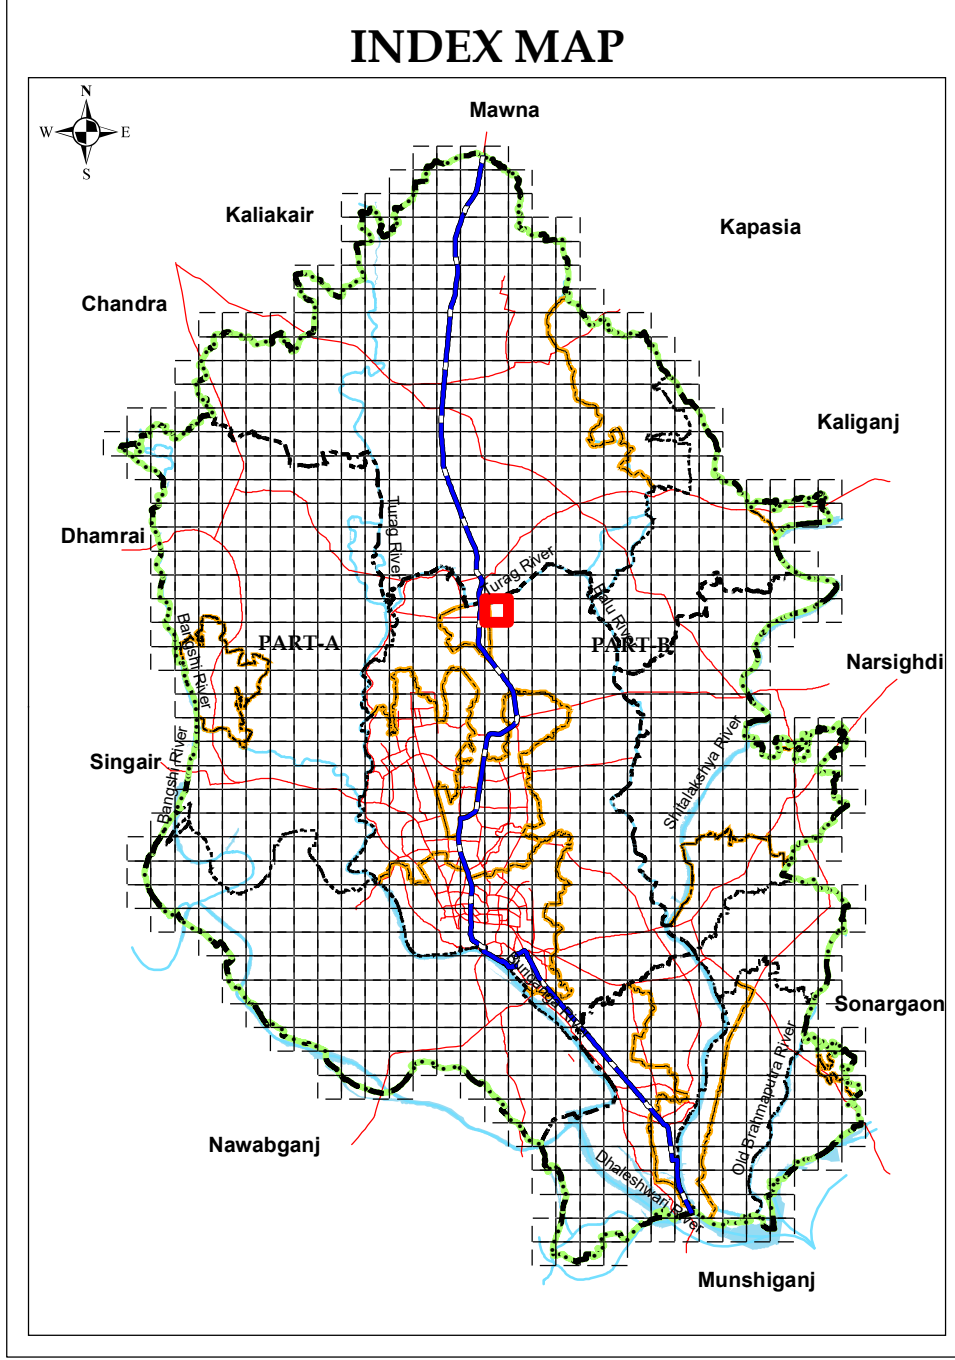 INDEX MAP
N
W E
S
Mawna
Kaliakair
Kapasia
Chandra
Kaliganj
Dhamrai
Turag River
Turag River
Balu River
PART-A
PART-B
Bangshi River
Narsighdi
Singair
Bangshi River
Shitalakshya River
Buriganga River
Sonargaon
Old Brahmaputra River
Nawabganj
Dhaleshwari River
Munshiganj